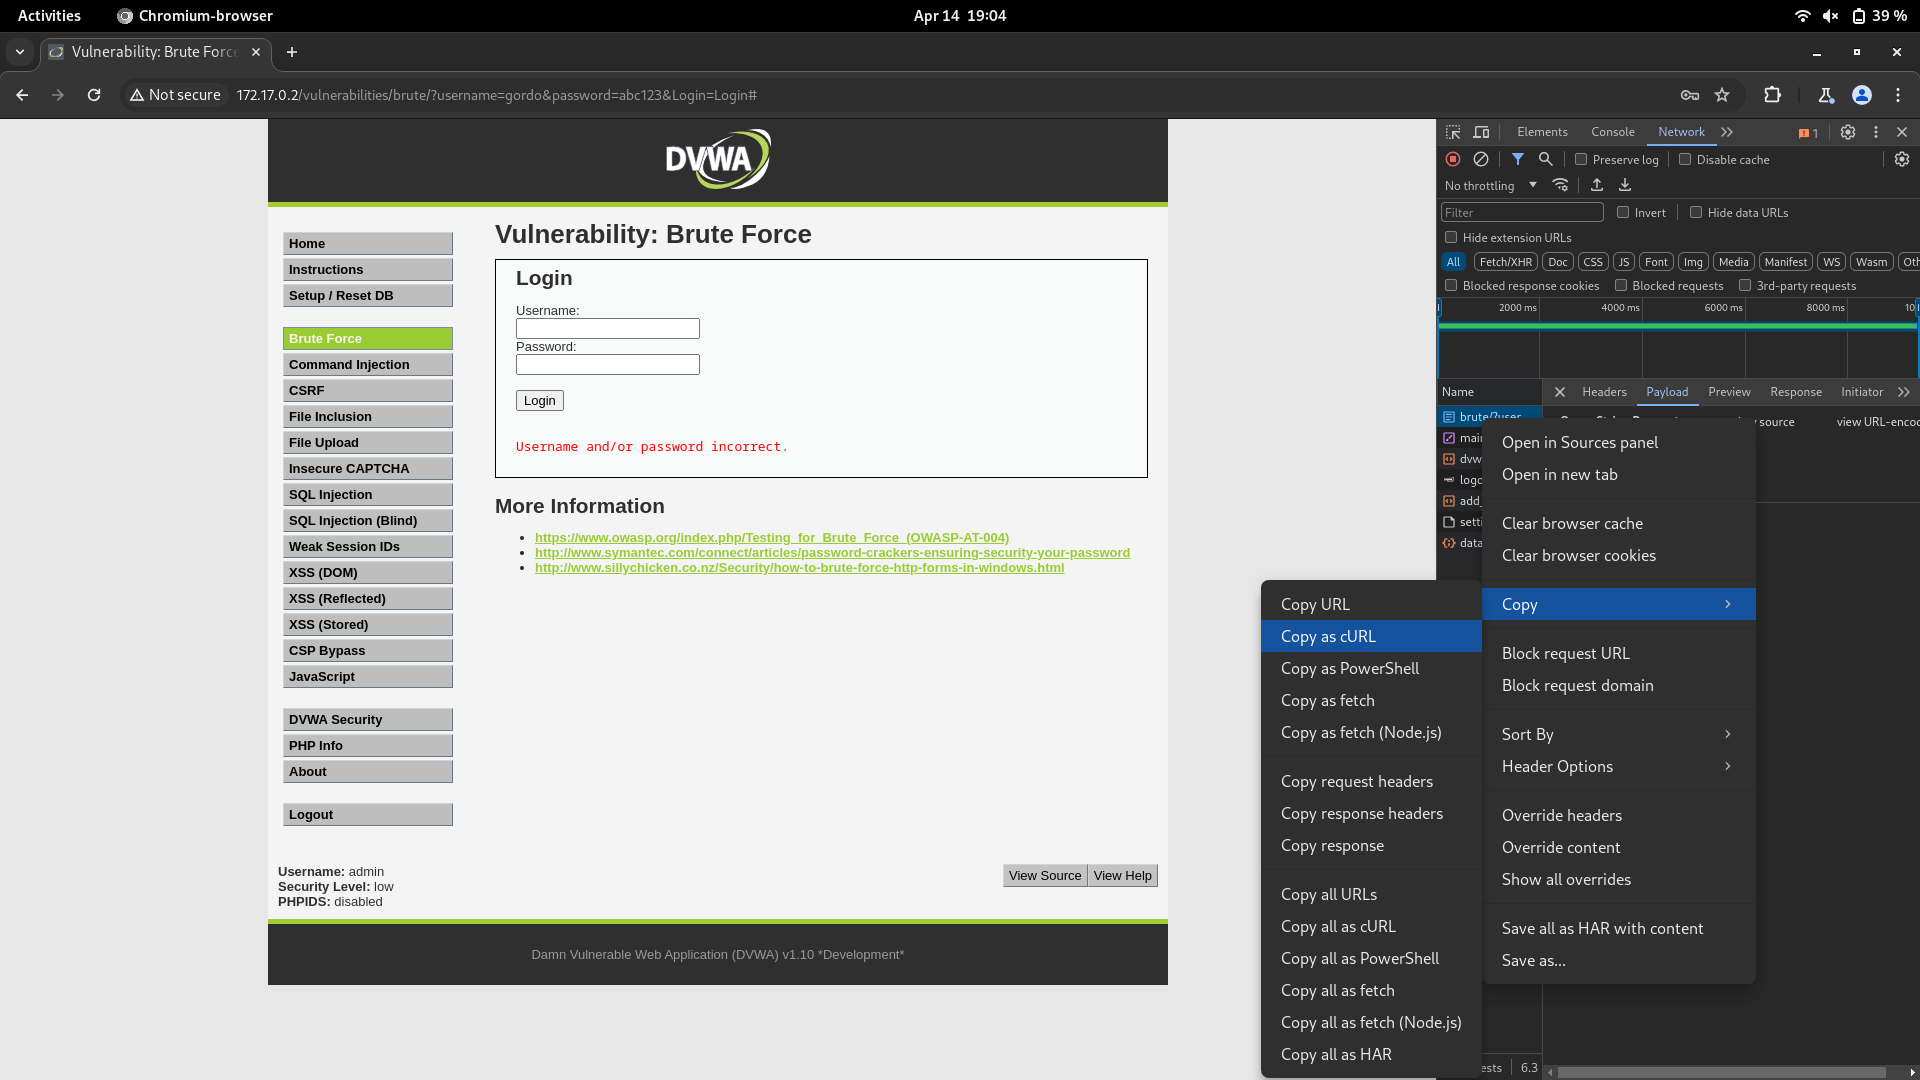 Activities
Chromium-browser
Apr 14 19:04
39 %
Vulnerability: Brute Force
Not secure
172.17.0.2/vulnerabilities/brute/?username=gordo&password=abc123&Login=Login#
DVWA
Home
Instructions
Setup / Reset DB
Brute Force
Command Injection
CSRF
File Inclusion
File Upload
Insecure CAPTCHA
SQL Injection
SQL Injection (Blind)
Weak Session IDs
XSS (DOM)
XSS (Reflected)
XSS (Stored)
CSP Bypass
JavaScript
DVWA Security
PHP Info
About
Logout
Vulnerability: Brute Force
Login
Username:
Password:
Login
Username and/or password incorrect.
More Information
https://www.owasp.org/index.php/Testing_for_Brute_Force_(OWASP-AT-004)
http://www.symantec.com/connect/articles/password-crackers-ensuring-security-your-password
http://www.sillychicken.co.nz/Security/how-to-brute-force-http-forms-in-windows.html
Username: admin
Security Level: low
PHPIDS: disabled
View Source
View Help
Damn Vulnerable Web Application (DVWA) v1.10 *Development*
Elements
Console
Network
1
Preserve log
Disable cache
No throttling
Filter
Invert
Hide data URLs
Hide extension URLs
All
Fetch/XHR
Doc
CSS
JS
Font
Img
Media
Manifest
WS
Wasm
Oth
Blocked response cookies
Blocked requests
3rd-party requests
2000 ms
4000 ms
6000 ms
8000 ms
10
Name
Headers
Payload
Preview
Response
Initiator
brute/?user
source
view URL-enco
main
dvw
logo
add_
setti
data
Open in Sources panel
Open in new tab
Clear browser cache
Clear browser cookies
Copy
Block request URL
Block request domain
Sort By
Header Options
Override headers
Override content
Show all overrides
Save all as HAR with content
Save as...
Copy URL
Copy as cURL
Copy as PowerShell
Copy as fetch
Copy as fetch (Node.js)
Copy request headers
Copy response headers
Copy response
Copy all URLs
Copy all as cURL
Copy all as PowerShell
Copy all as fetch
Copy all as fetch (Node.js)
Copy all as HAR
ests
6.3